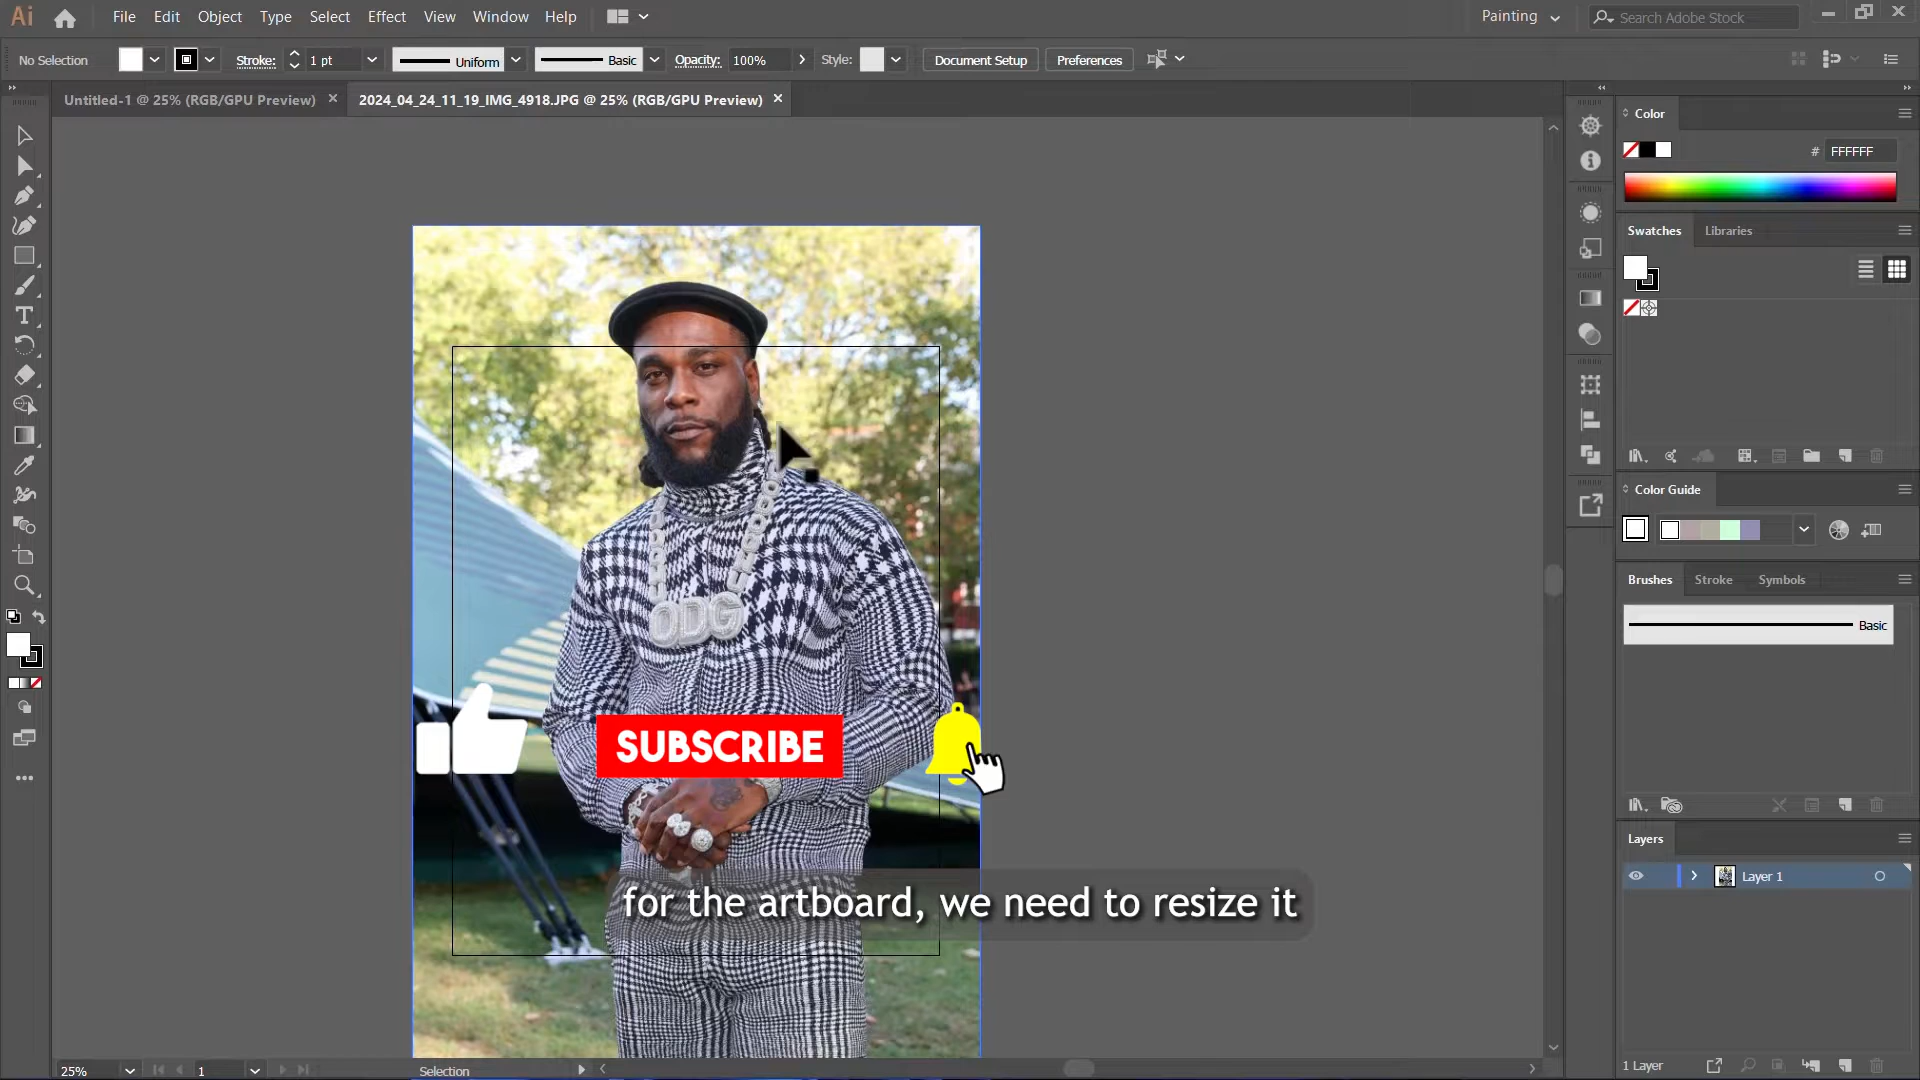 Ai
File Edit Object Type Select Effect View Window Help
Painting
Search Adobe Stock
No Selection
Stroke: 1 pt
Uniform
Basic
Opacity: 100%
Style:
Document Setup
Preferences
Untitled-1 @ 25% (RGB/GPU Preview)
2024_04_24_11_19_IMG_4918.JPG @ 25% (RGB/GPU Preview)
Color
# FFFFFF
Swatches Libraries
Color Guide
Brushes Stroke Symbols
Basic
ODG
SUBSCRIBE
for the artboard, we need to resize it
Layers
Layer 1
1 Layer
25%
1
Selection